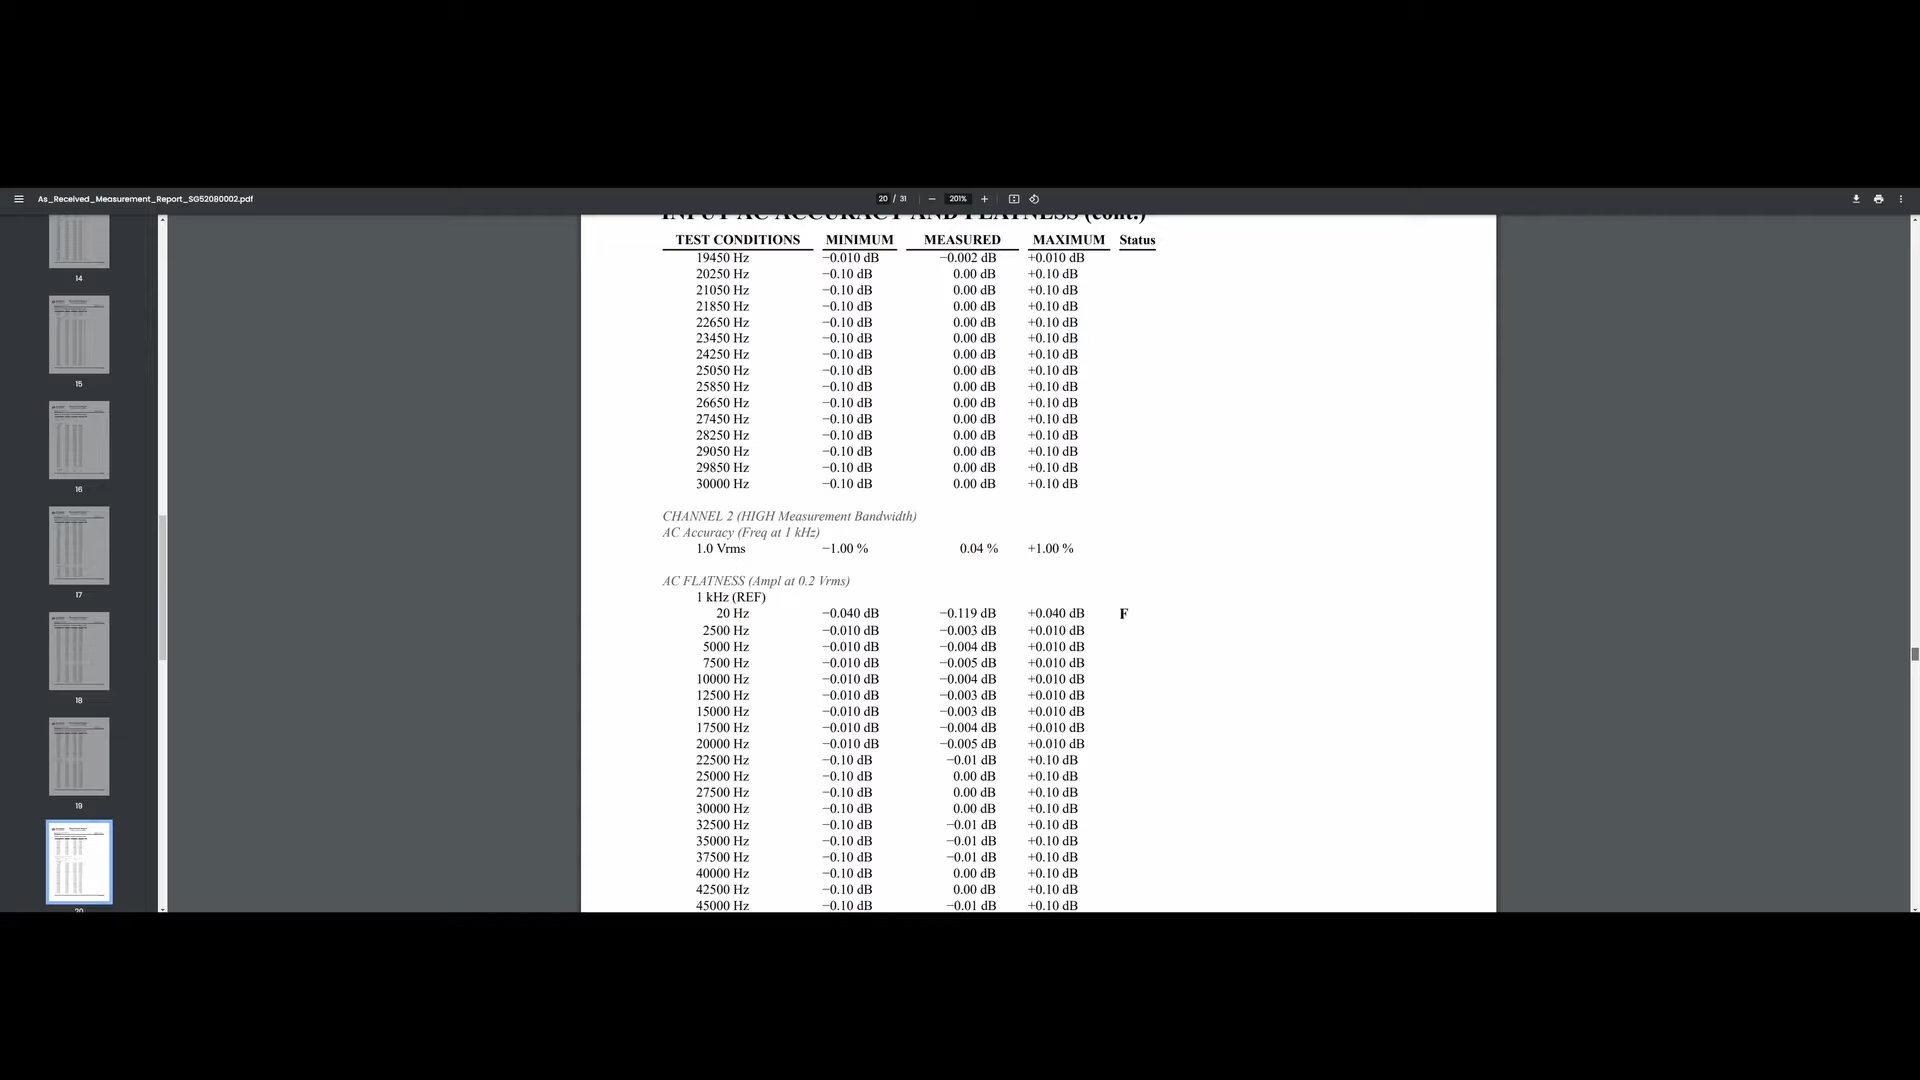 As_Received_Measurement_Report_SG52080002.pdf
20 / 31
201%
14
15
16
17
18
19
20
INPUT AC ACCURACY AND FLATNESS (cont.)
TEST CONDITIONS MINIMUM MEASURED MAXIMUM Status
19450 Hz −0.010 dB −0.002 dB +0.010 dB
20250 Hz −0.10 dB 0.00 dB +0.10 dB
21050 Hz −0.10 dB 0.00 dB +0.10 dB
21850 Hz −0.10 dB 0.00 dB +0.10 dB
22650 Hz −0.10 dB 0.00 dB +0.10 dB
23450 Hz −0.10 dB 0.00 dB +0.10 dB
24250 Hz −0.10 dB 0.00 dB +0.10 dB
25050 Hz −0.10 dB 0.00 dB +0.10 dB
25850 Hz −0.10 dB 0.00 dB +0.10 dB
26650 Hz −0.10 dB 0.00 dB +0.10 dB
27450 Hz −0.10 dB 0.00 dB +0.10 dB
28250 Hz −0.10 dB 0.00 dB +0.10 dB
29050 Hz −0.10 dB 0.00 dB +0.10 dB
29850 Hz −0.10 dB 0.00 dB +0.10 dB
30000 Hz −0.10 dB 0.00 dB +0.10 dB
CHANNEL 2 (HIGH Measurement Bandwidth)
AC Accuracy (Freq at 1 kHz)
1.0 Vrms −1.00 % 0.04 % +1.00 %
AC FLATNESS (Ampl at 0.2 Vrms)
1 kHz (REF)
20 Hz −0.040 dB −0.119 dB +0.040 dB F
2500 Hz −0.010 dB −0.003 dB +0.010 dB
5000 Hz −0.010 dB −0.004 dB +0.010 dB
7500 Hz −0.010 dB −0.005 dB +0.010 dB
10000 Hz −0.010 dB −0.004 dB +0.010 dB
12500 Hz −0.010 dB −0.003 dB +0.010 dB
15000 Hz −0.010 dB −0.003 dB +0.010 dB
17500 Hz −0.010 dB −0.004 dB +0.010 dB
20000 Hz −0.010 dB −0.005 dB +0.010 dB
22500 Hz −0.10 dB −0.01 dB +0.10 dB
25000 Hz −0.10 dB 0.00 dB +0.10 dB
27500 Hz −0.10 dB 0.00 dB +0.10 dB
30000 Hz −0.10 dB 0.00 dB +0.10 dB
32500 Hz −0.10 dB −0.01 dB +0.10 dB
35000 Hz −0.10 dB −0.01 dB +0.10 dB
37500 Hz −0.10 dB −0.01 dB +0.10 dB
40000 Hz −0.10 dB 0.00 dB +0.10 dB
42500 Hz −0.10 dB 0.00 dB +0.10 dB
45000 Hz −0.10 dB −0.01 dB +0.10 dB